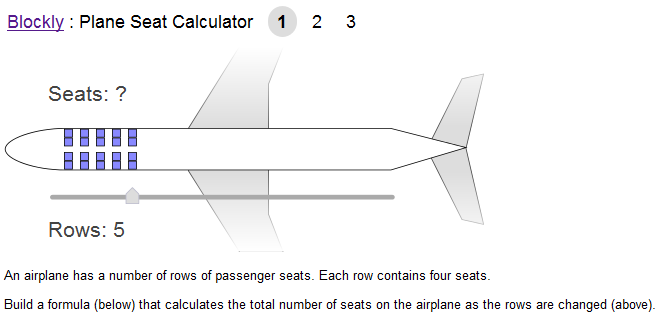 Blockly : Plane Seat Calculator 1 2 3
Seats: ?
Rows: 5
An airplane has a number of rows of passenger seats. Each row contains four seats.
Build a formula (below) that calculates the total number of seats on the airplane as the rows are changed (above).